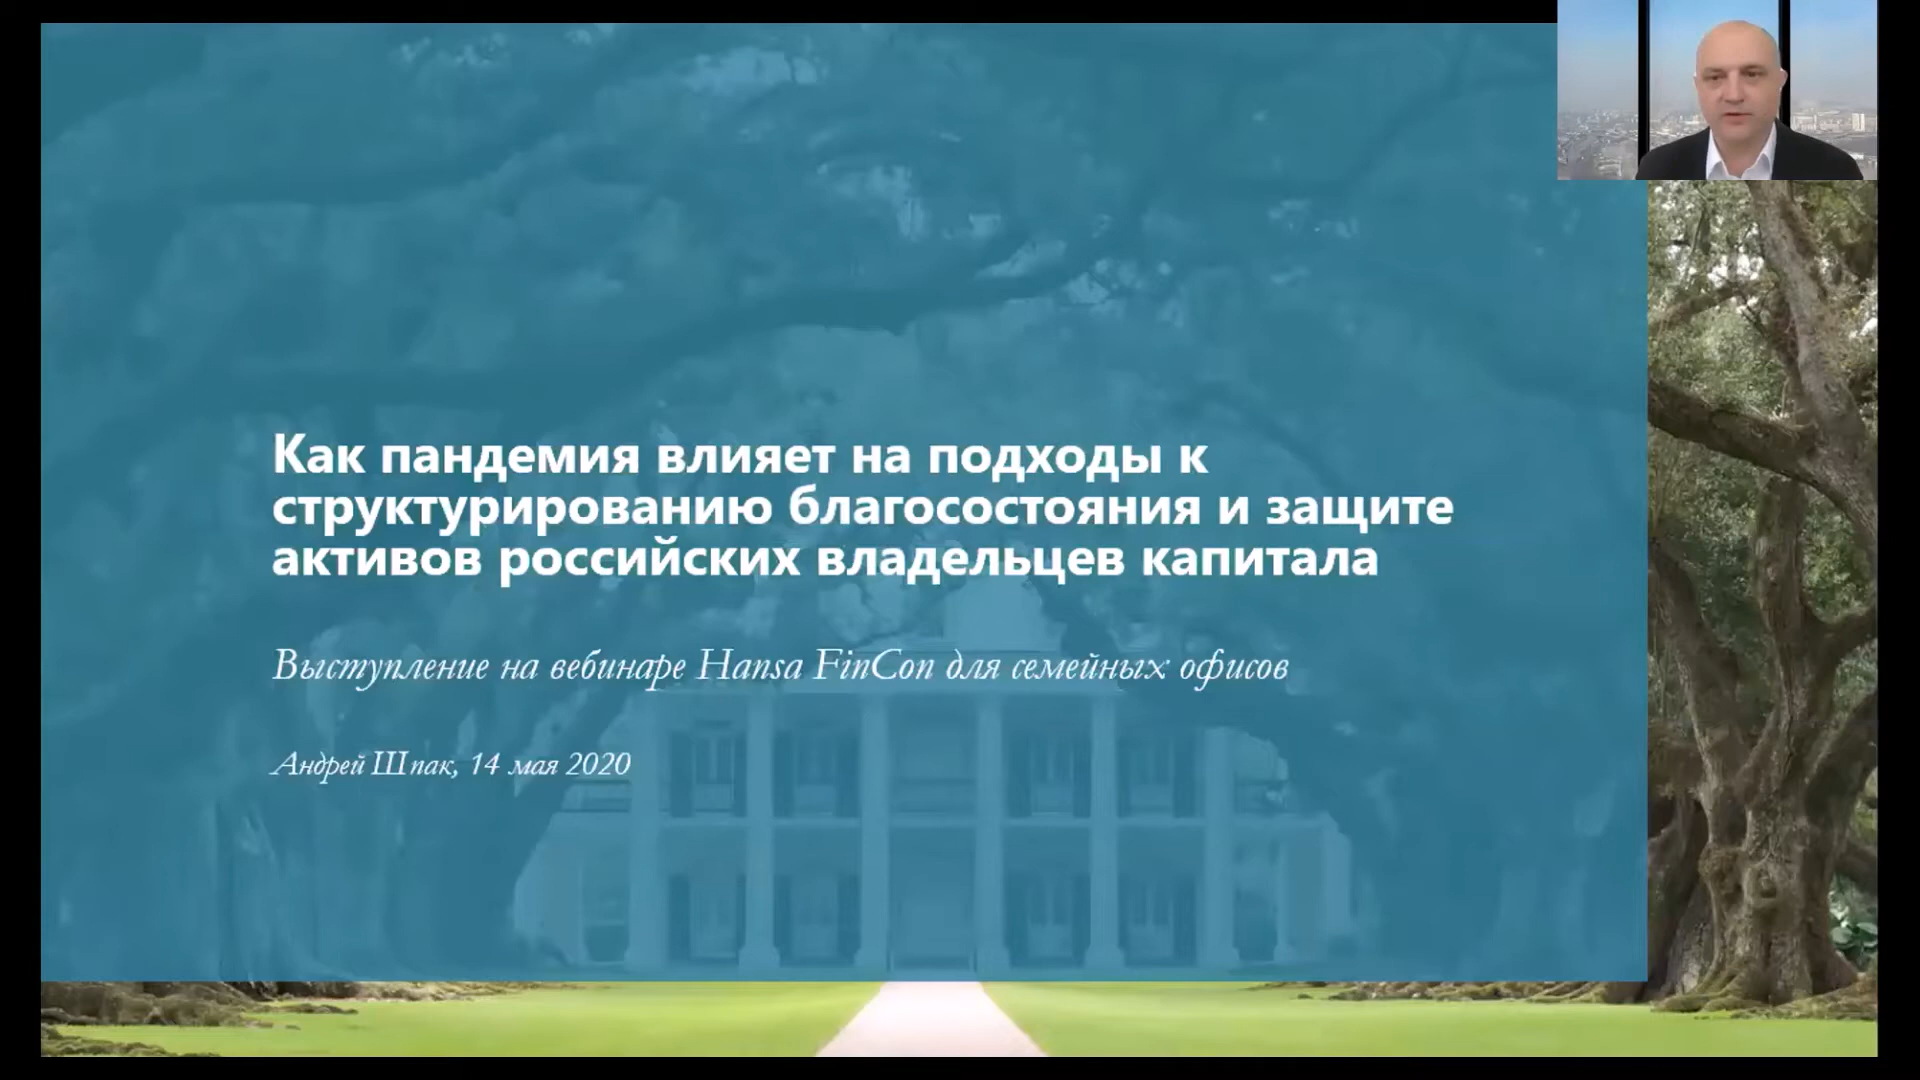 Как пандемия влияет на подходы к
структурированию благосостояния и защите
активов российских владельцев капитала
Выступление на вебинаре Hansa FinCon для семейных офисов
Андрей Шпак, 14 мая 2020